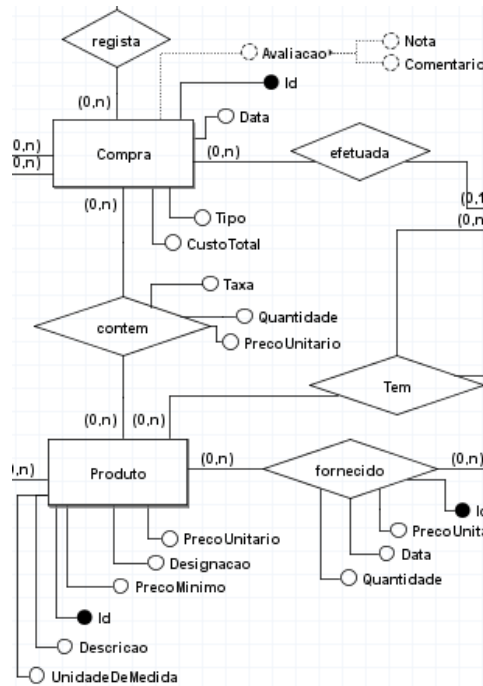 regista
Nota
Avaliacao
Comentario
Id
(0,n)
Data
(0,n)
Compra
(0,n)
efetuada
(0,n)
(0,n)
Tipo
CustoTotal
Taxa
Quantidade
contem
PrecoUnitario
Tem
(0,n)
(0,n)
Produto
(0,n)
fornecido
(0,n)
PrecoUnitario
Data
Designacao
PrecoMinimo
Quantidade
Id
Descricao
UnidadeDeMedida